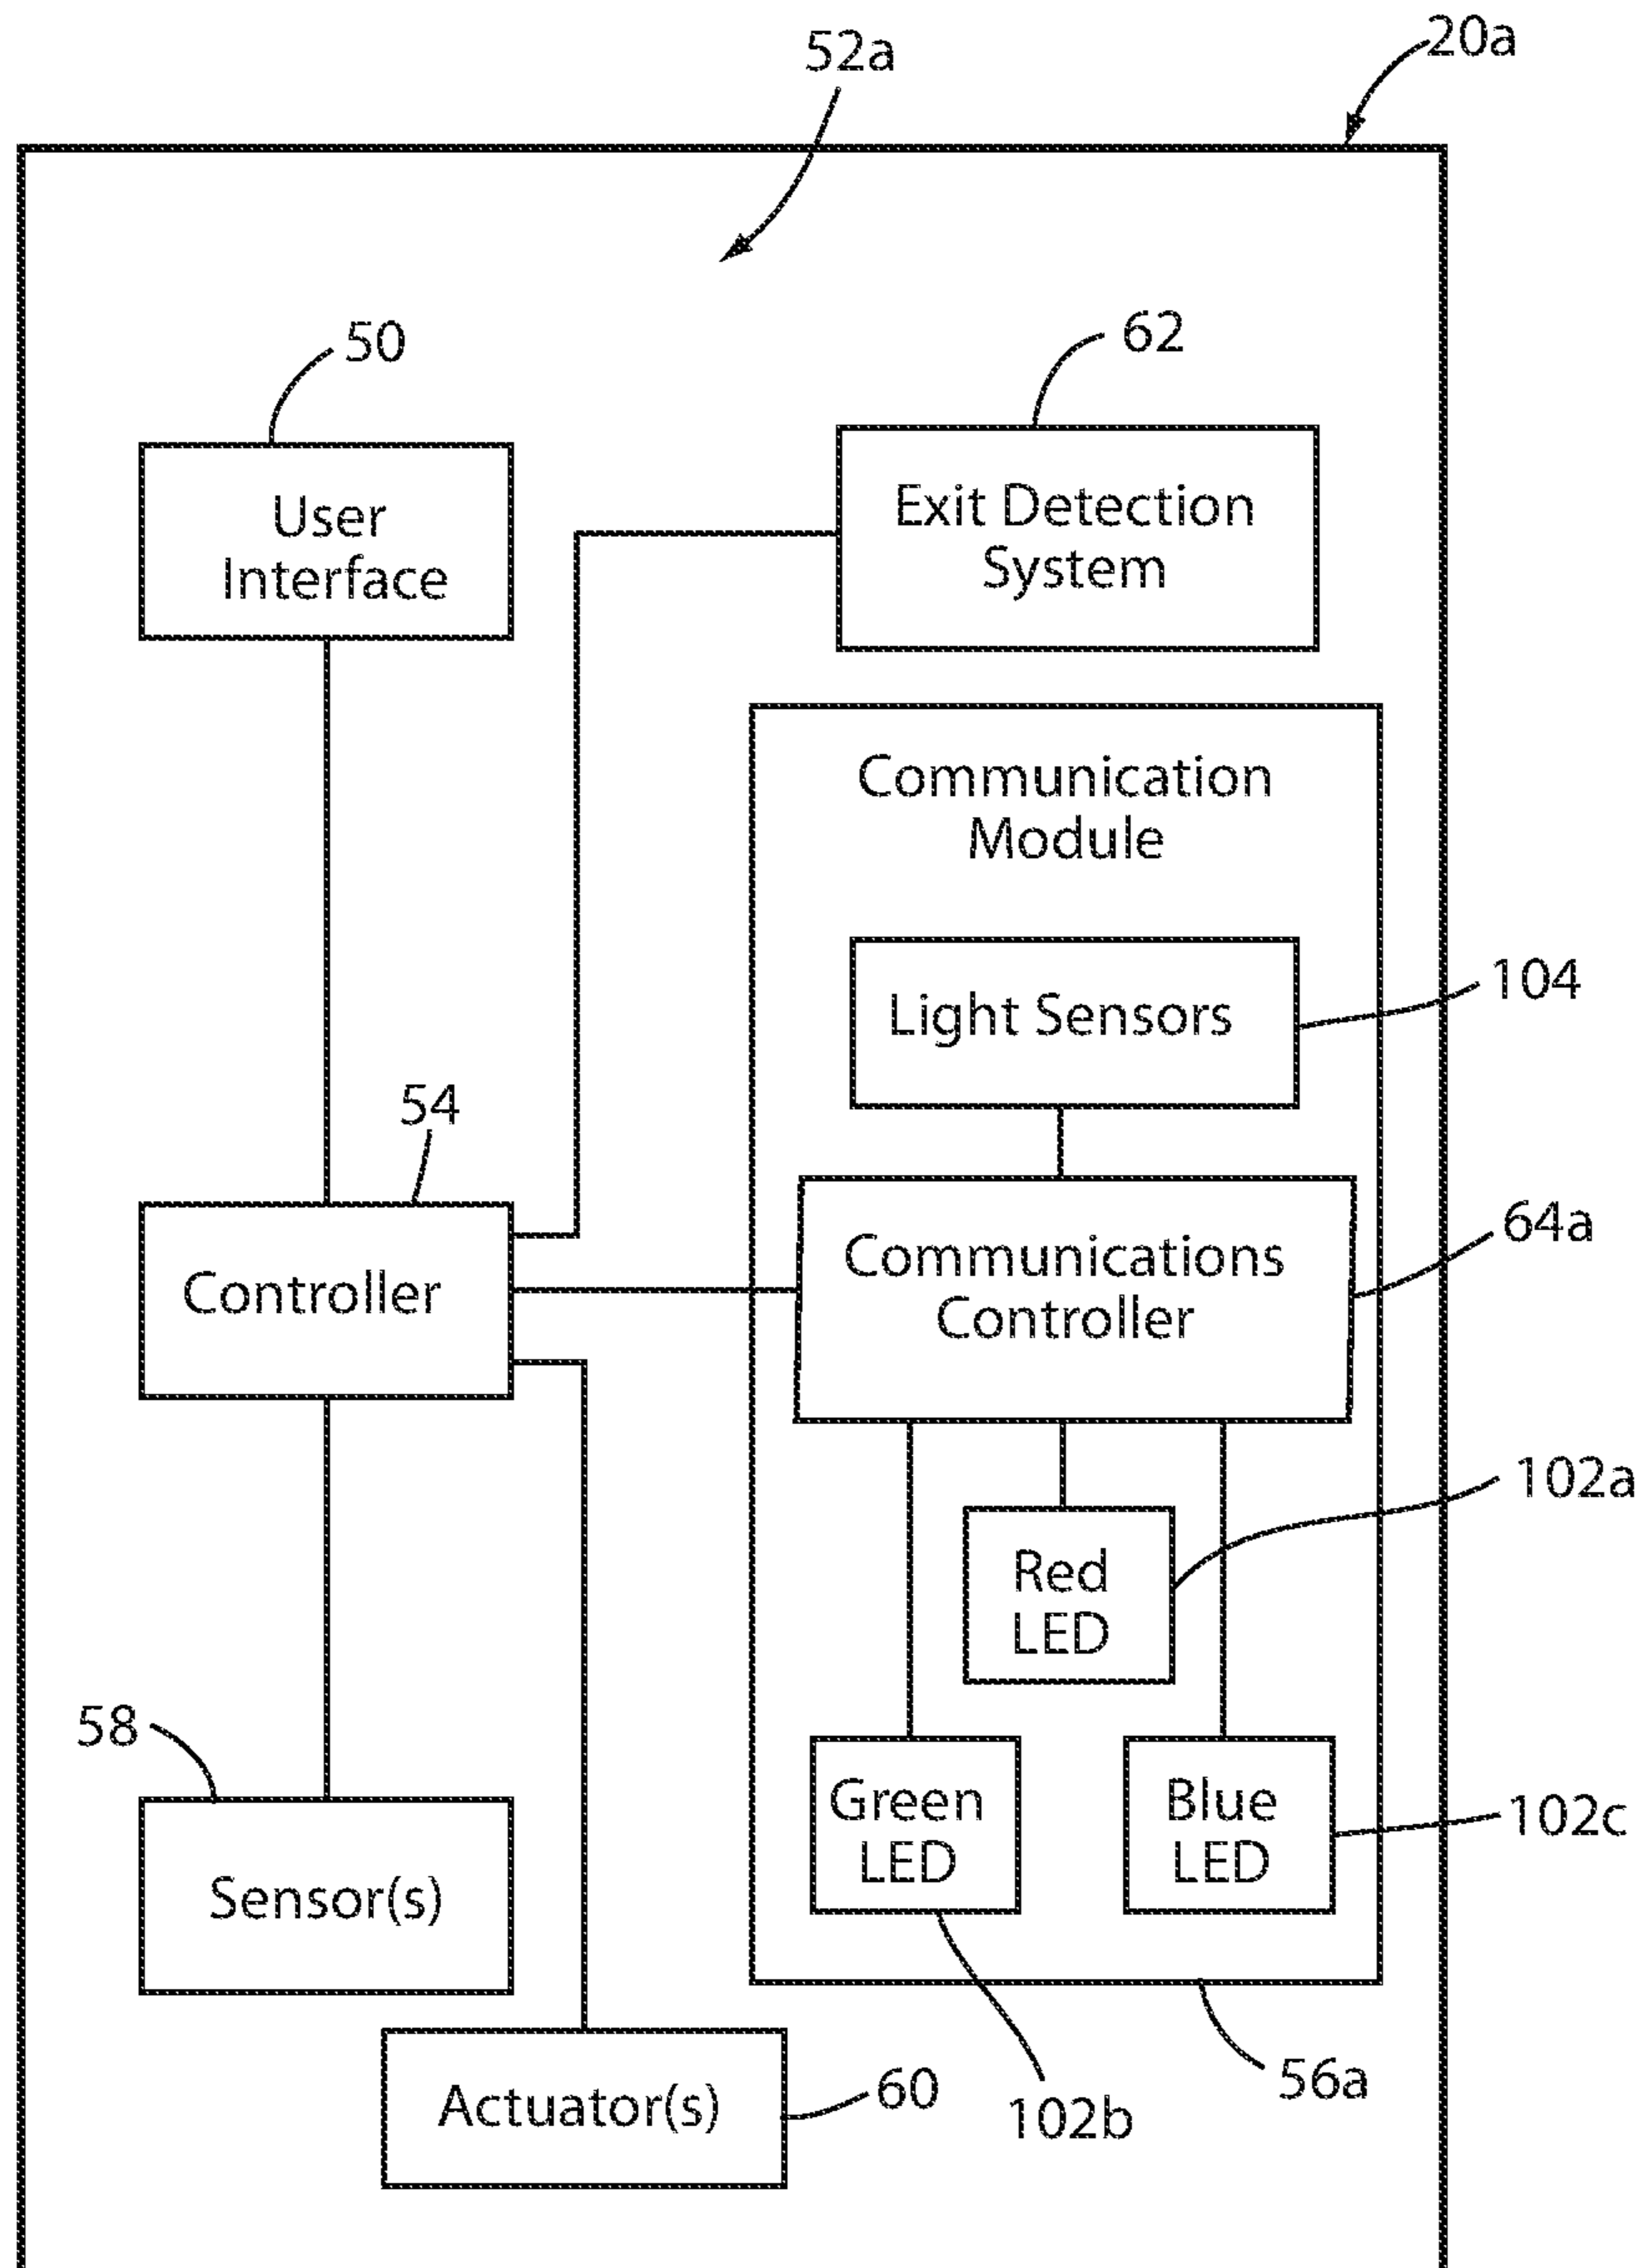 20a
52a
50
62
User
Interface
Exit Detection
System
Communication
Module
104
Light Sensors
54
64a
Controller
Communications
Controller
102a
Red
LED
58
Green
LED
Blue
LED
102c
Sensor(s)
56a
60
Actuator(s)
102b